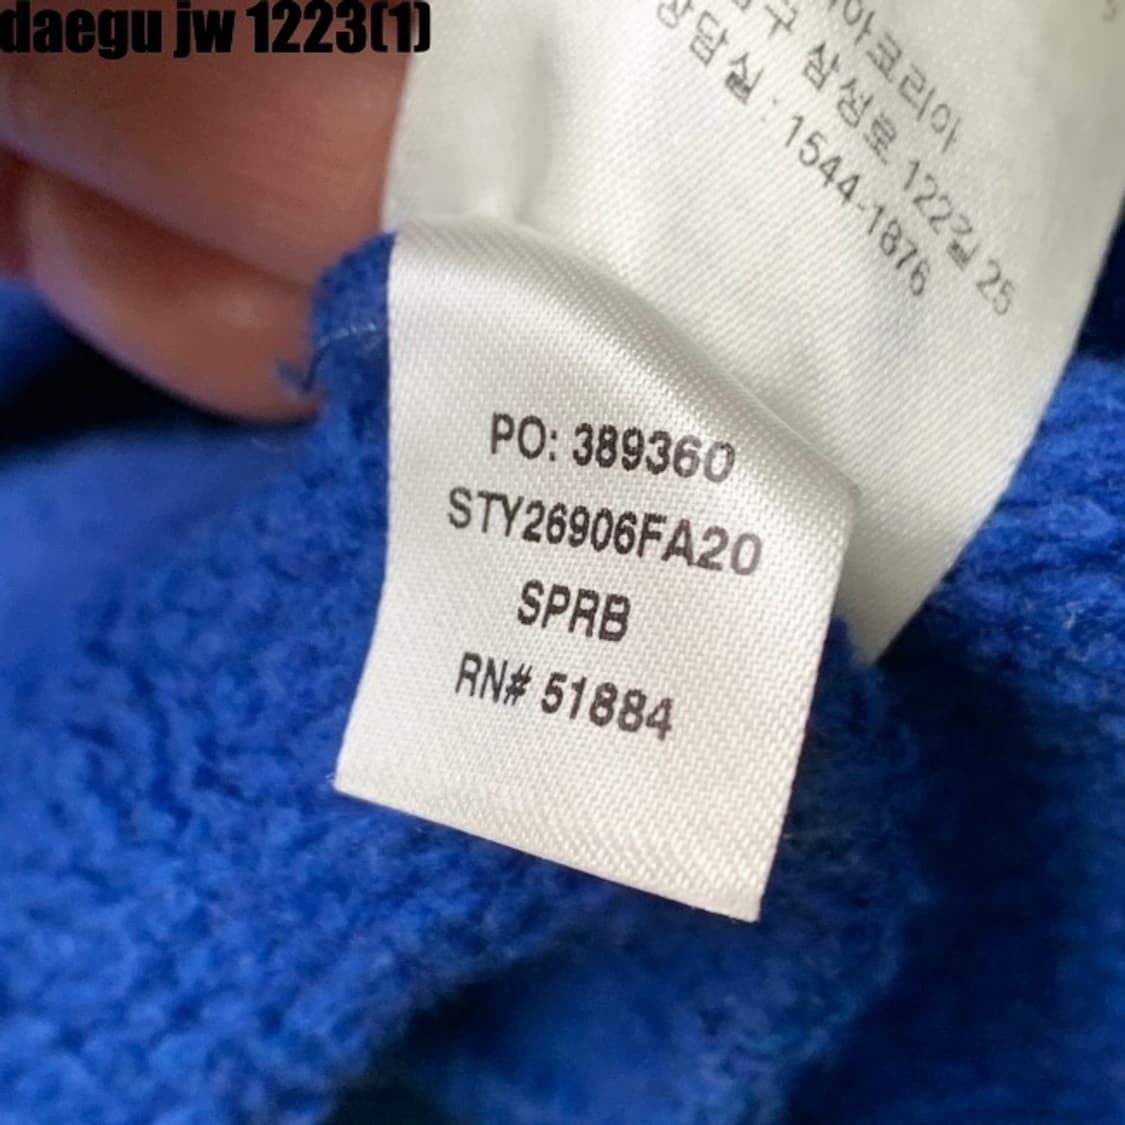 daegu jw 1223(1)
아코리아
구 삼성로 122길 25
상담실 : 1544-1876
PO: 389360
STY26906FA20
SPRB
RN# 51884